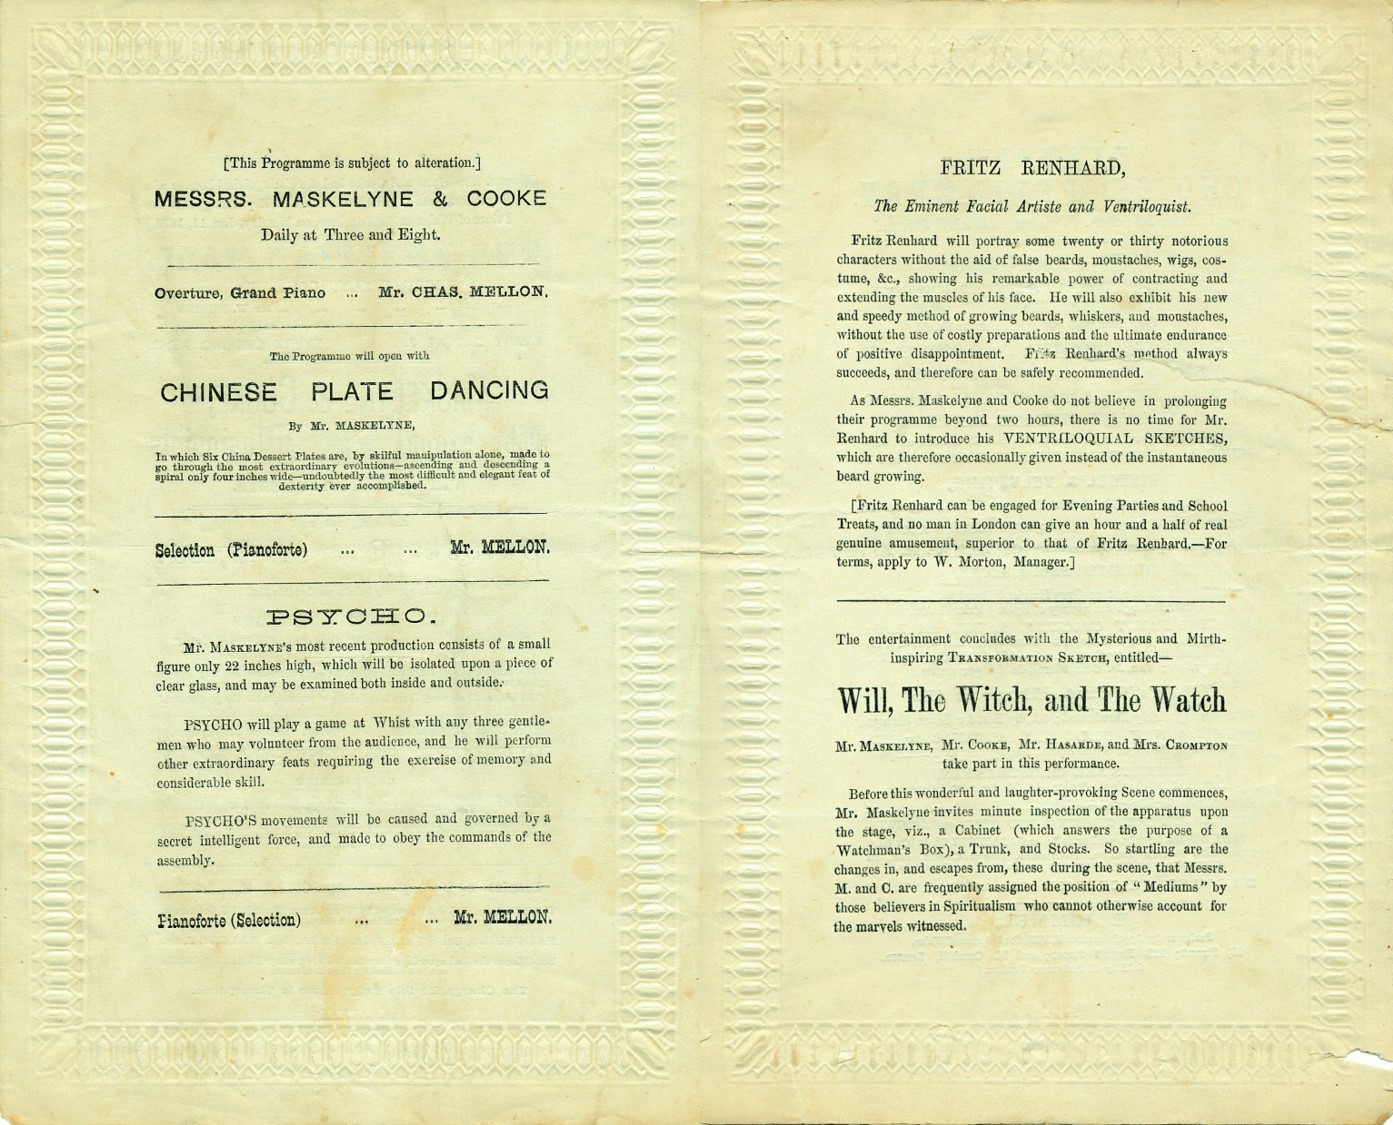 [This Programme is subject to alteration.]
MESSRS. MASKELYNE & COOKE
Daily at Three and Eight.
Overture, Grand Piano ... Mr. CHAS. MELLON.
The Programme will open with
CHINESE PLATE DANCING
By Mr. MASKELYNE,
In which Six China Dessert Plates are, by skilful manipulation alone, made to
go through the most extraordinary evolutions—ascending and descending a
spiral only four inches wide—undoubtedly the most difficult and elegant feat of
dexterity ever accomplished.
Selection (Pianoforte) ... ... Mr. MELLON.
PSYCHO.
Mr. MASKELYNE's most recent production consists of a small
figure only 22 inches high, which will be isolated upon a piece of
clear glass, and may be examined both inside and outside.
PSYCHO will play a game at Whist with any three gentle-
men who may volunteer from the audience, and he will perform
other extraordinary feats requiring the exercise of memory and
considerable skill.
PSYCHO'S movements will be caused and governed by a
secret intelligent force, and made to obey the commands of the
assembly.
Pianoforte (Selection) ... ... Mr. MELLON.
FRITZ RENHARD,
The Eminent Facial Artiste and Ventriloquist.
Fritz Renhard will portray some twenty or thirty notorious
characters without the aid of false beards, moustaches, wigs, cos-
tume, &c., showing his remarkable power of contracting and
extending the muscles of his face. He will also exhibit his new
and speedy method of growing beards, whiskers, and moustaches,
without the use of costly preparations and the ultimate endurance
of positive disappointment. Fritz Renhard's method always
succeeds, and therefore can be safely recommended.
As Messrs. Maskelyne and Cooke do not believe in prolonging
their programme beyond two hours, there is no time for Mr.
Renhard to introduce his VENTRILOQUIAL SKETCHES,
which are therefore occasionally given instead of the instantaneous
beard growing.
[Fritz Renhard can be engaged for Evening Parties and School
Treats, and no man in London can give an hour and a half of real
genuine amusement, superior to that of Fritz Renhard.—For
terms, apply to W. Morton, Manager.]
The entertainment concludes with the Mysterious and Mirth-
inspiring TRANSFORMATION SKETCH, entitled—
Will, The Witch, and The Watch
Mr. MASKELYNE, Mr. COOKE, Mr. HASARDE, and Mrs. CROMPTON
take part in this performance.
Before this wonderful and laughter-provoking Scene commences,
Mr. Maskelyne invites minute inspection of the apparatus upon
the stage, viz., a Cabinet (which answers the purpose of a
Watchman's Box), a Trunk, and Stocks. So startling are the
changes in, and escapes from, these during the scene, that Messrs.
M. and C. are frequently assigned the position of "Mediums" by
those believers in Spiritualism who cannot otherwise account for
the marvels witnessed.